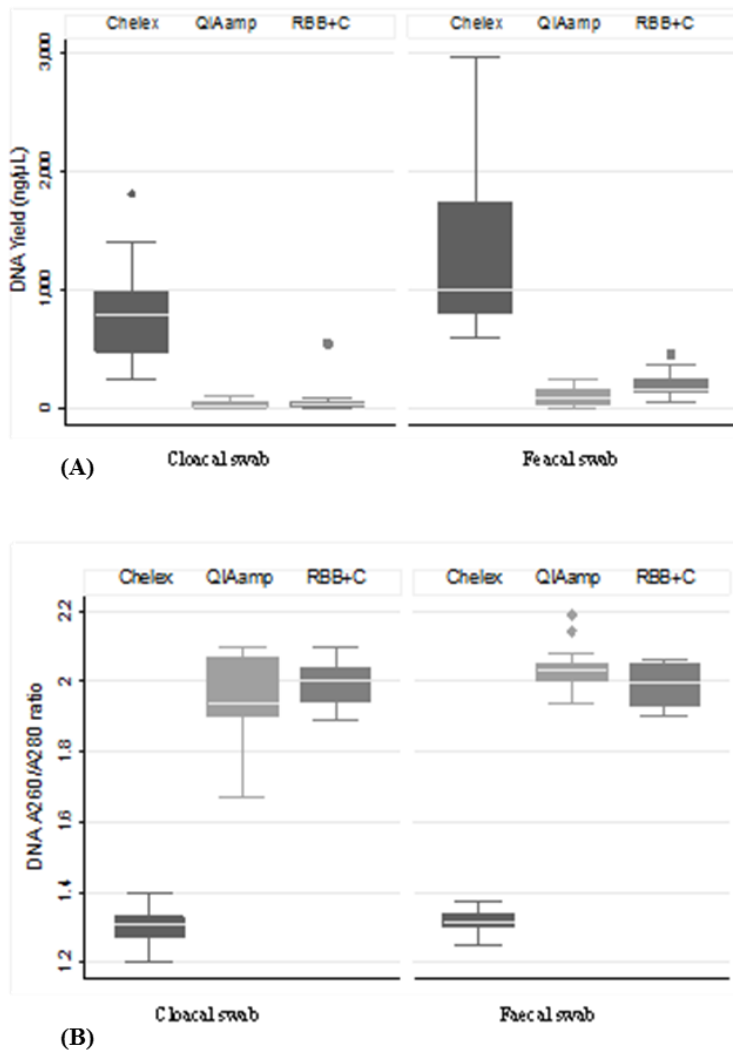 Chelex QIAamp RBB+C Chelex QIAamp RBB+C
DNA Yield (ng/µL)
3,000
2,000
1,000
0
Cloacal swab Feacal swab
(A)
Chelex QIAamp RBB+C Chelex QIAamp RBB+C
DNA A260/A280 ratio
2.2
2
1.8
1.6
1.4
1.2
Cloacal swab Faecal swab
(B)